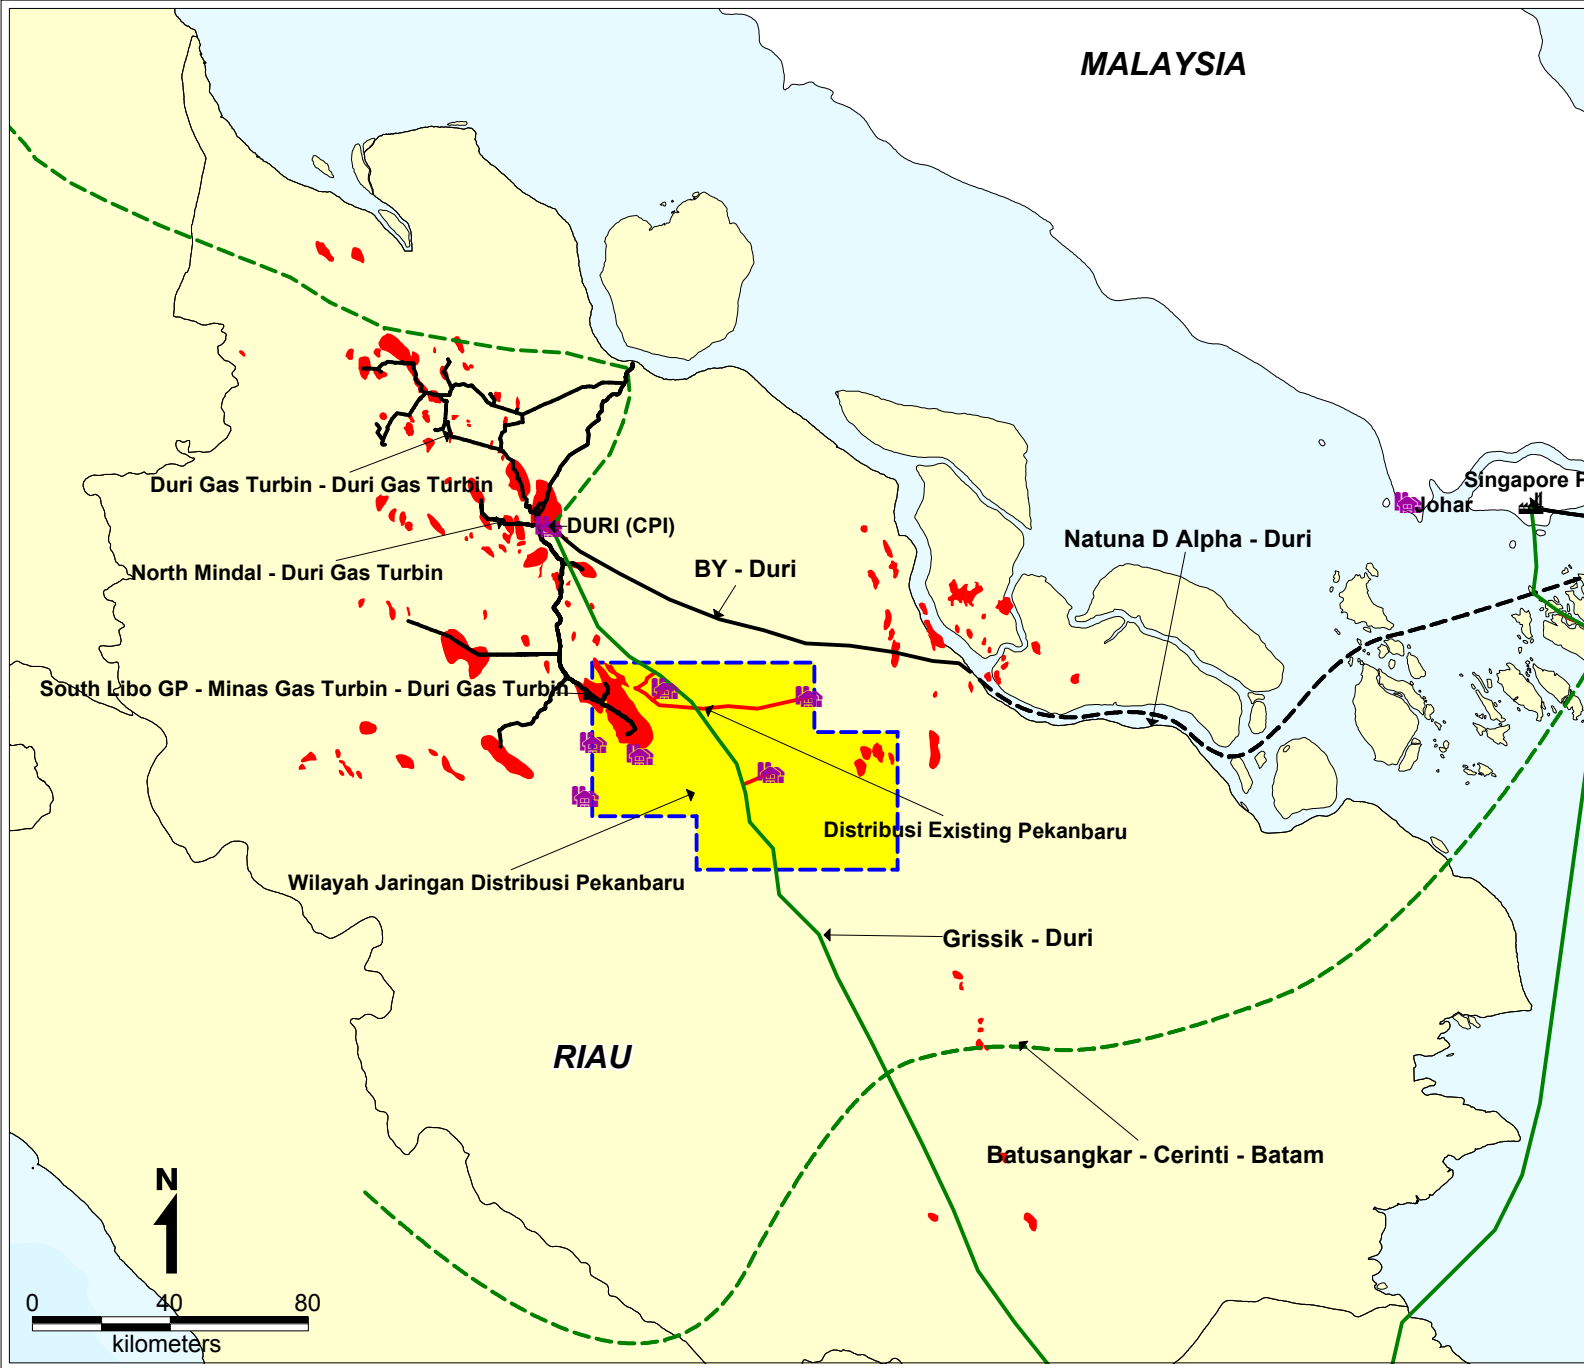 MALAYSIA
Singapore P
Johar
Duri Gas Turbin - Duri Gas Turbin
DURI (CPI)
Natuna D Alpha - Duri
BY - Duri
North Mindal - Duri Gas Turbin
South Libo GP - Minas Gas Turbin - Duri Gas Turbin
Distribusi Existing Pekanbaru
Wilayah Jaringan Distribusi Pekanbaru
Grissik - Duri
RIAU
Batusangkar - Cerinti - Batam
N
0 40 80
kilometers